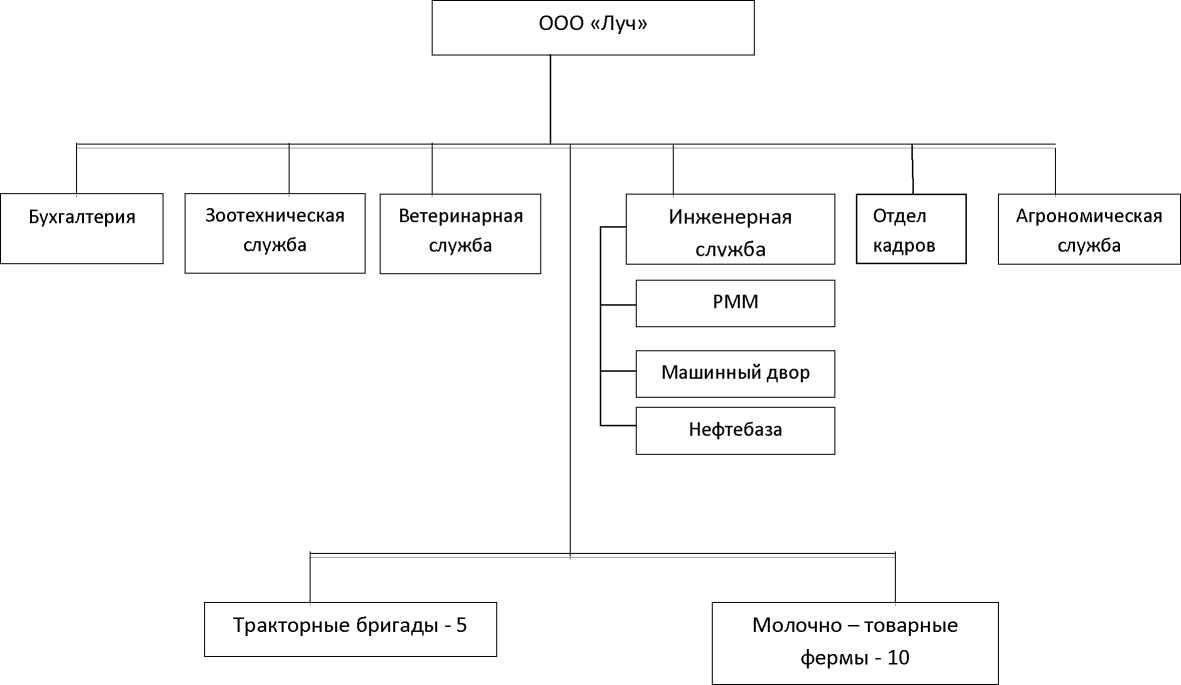 ООО «Луч»
Бухгалтерия
Зоотехническая
служба
Ветеринарная
служба
Инженерная
служба
Отдел
кадров
Агрономическая
служба
РММ
Машинный двор
Нефтебаза
Тракторные бригады - 5
Молочно – товарные
фермы - 10